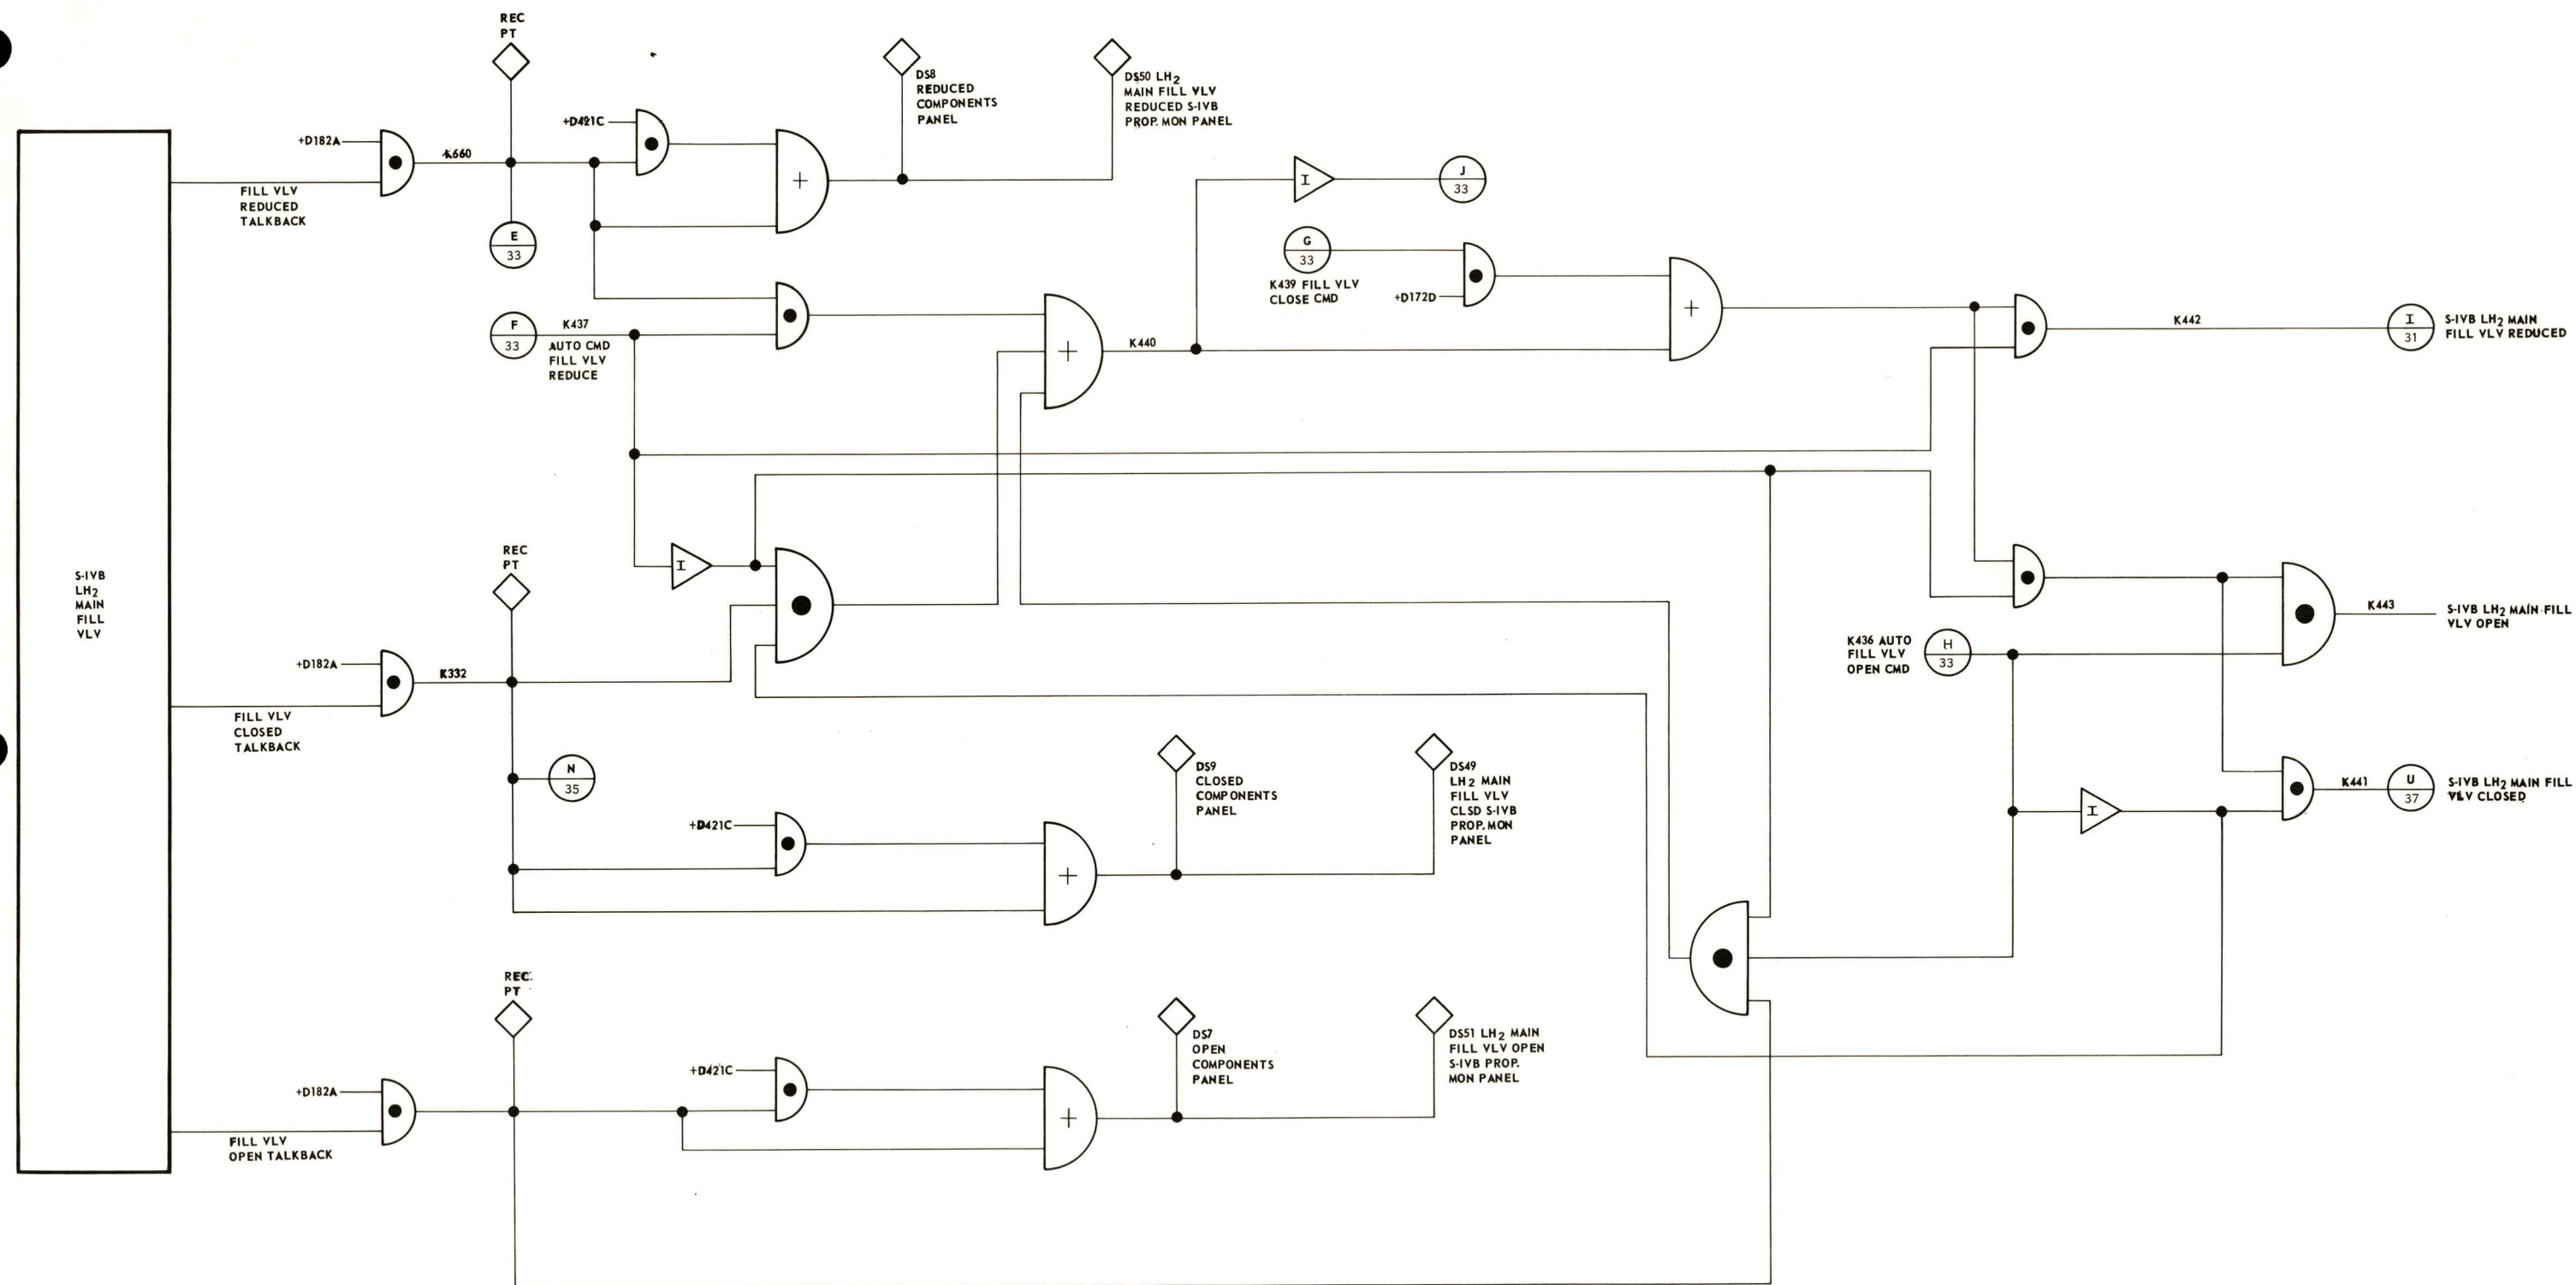 REC
PT
DS8
REDUCED
COMPONENTS
PANEL
DS50 LH2
MAIN FILL VLV
REDUCED S-IVB
PROP. MON PANEL
+D421C
+D182A
K660
FILL VLV
REDUCED
TALKBACK
E
33
I
J
33
G
33
K439 FILL VLV
CLOSE CMD
+D172D
+
+
F
33
K437
AUTO CMD
FILL VLV
REDUCE
+
K440
K442
I
31
S-IVB LH2 MAIN
FILL VLV REDUCED
S-IVB
LH2
MAIN
FILL
VLV
REC
PT
I
+D182A
K332
FILL VLV
CLOSED
TALKBACK
K436 AUTO
FILL VLV
OPEN CMD
H
33
K443
S-IVB LH2 MAIN FILL
VLV OPEN
N
35
DS9
CLOSED
COMPONENTS
PANEL
DS49
LH2 MAIN
FILL VLV
CLSD S-IVB
PROP. MON
PANEL
I
K441
U
37
S-IVB LH2 MAIN FILL
VLV CLOSED
+D421C
+
REC
PT
DS7
OPEN
COMPONENTS
PANEL
DS51 LH2 MAIN
FILL VLV OPEN
S-IVB PROP.
MON PANEL
+D421C
+D182A
+
FILL VLV
OPEN TALKBACK